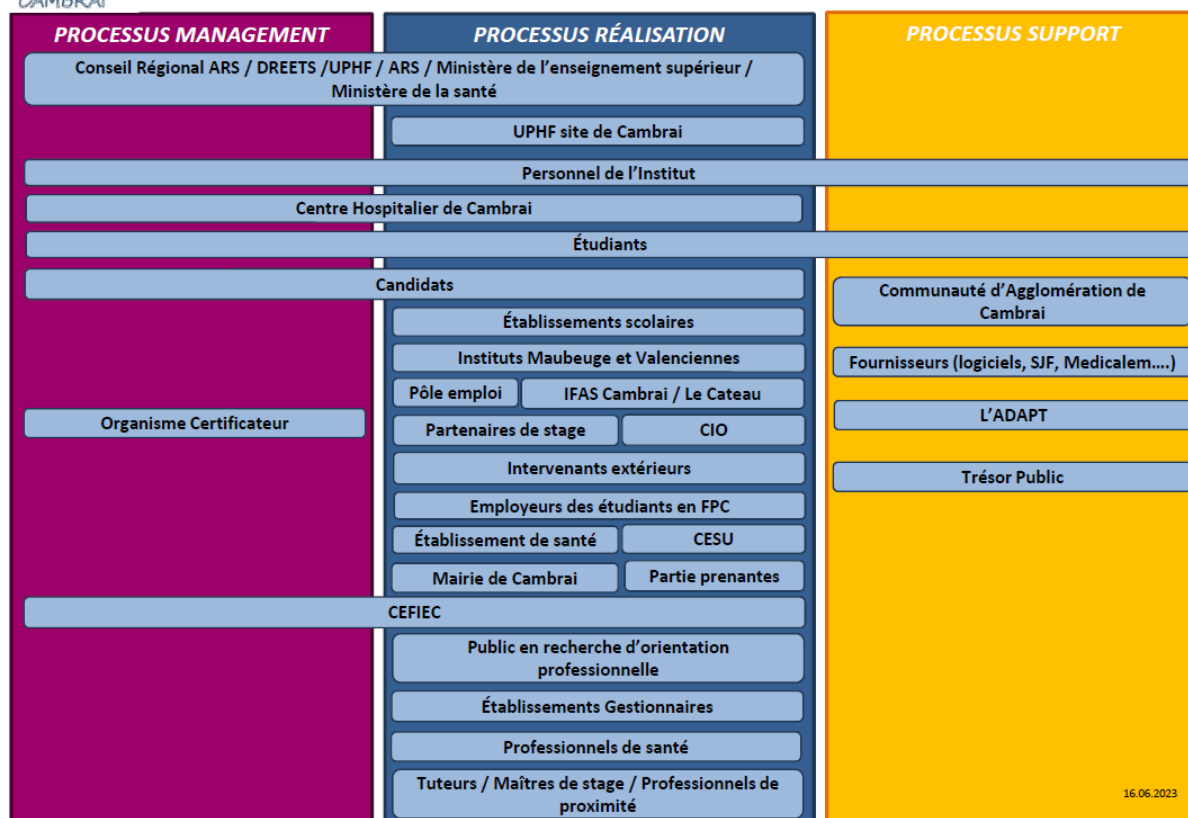 CAMBRAI
PROCESSUS MANAGEMENT
PROCESSUS RÉALISATION
PROCESSUS SUPPORT
Conseil Régional ARS / DREETS /UPHF / ARS / Ministère de l'enseignement supérieur /
Ministère de la santé
UPHF site de Cambrai
Personnel de l'Institut
Centre Hospitalier de Cambrai
Étudiants
Candidats
Communauté d'Agglomération de
Cambrai
Établissements scolaires
Instituts Maubeuge et Valenciennes
Fournisseurs (logiciels, SJF, Medicalem....)
Pôle emploi
IFAS Cambrai / Le Cateau
Organisme Certificateur
Partenaires de stage
CIO
L'ADAPT
Intervenants extérieurs
Trésor Public
Employeurs des étudiants en FPC
Établissement de santé
CESU
Mairie de Cambrai
Partie prenantes
CEFIEC
Public en recherche d'orientation
professionnelle
Établissements Gestionnaires
Professionnels de santé
Tuteurs / Maîtres de stage / Professionnels de
proximité
16.06.2023